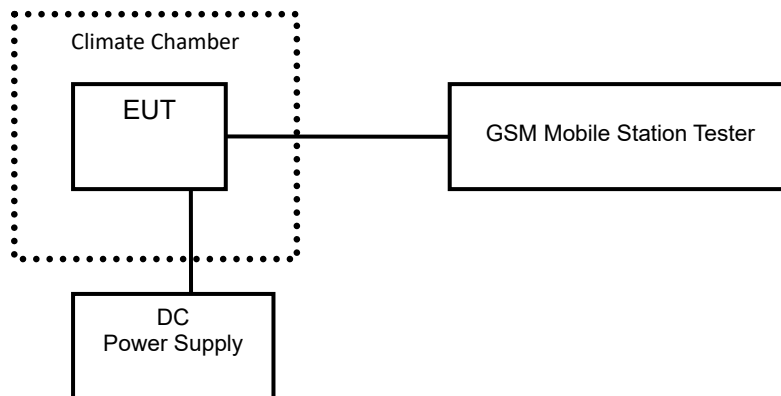 Climate Chamber
EUT
GSM Mobile Station Tester
DC
Power Supply